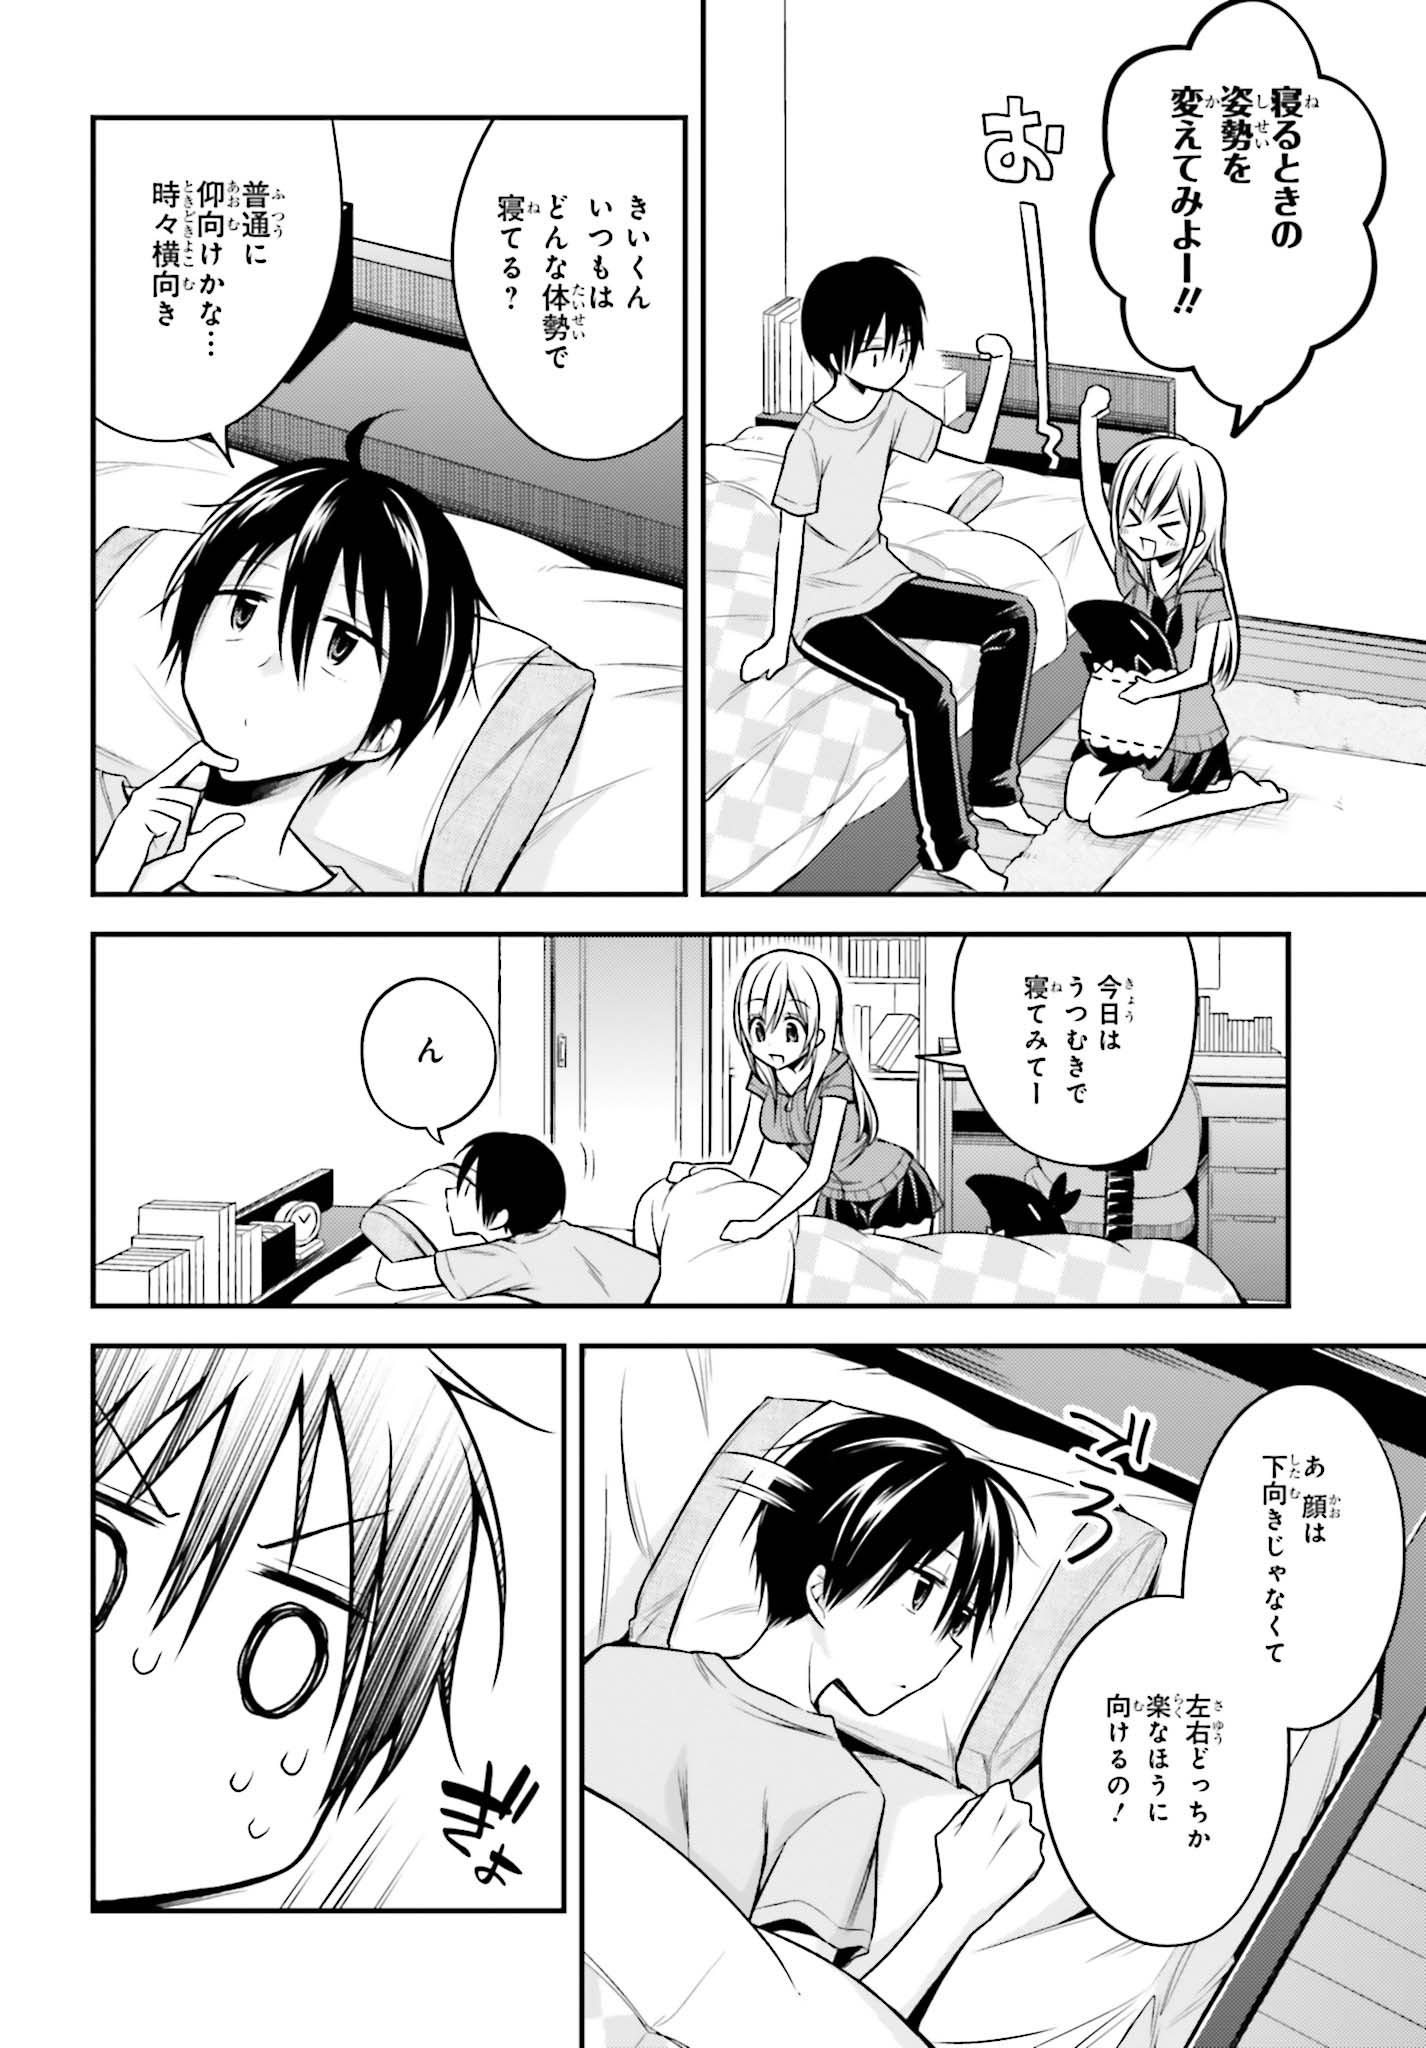 寝るときの
姿勢を
変えてみよー!!
おー
きいくん
いつもは
どんな体勢で
寝てる?
普通に
仰向けかな…
時々横向き
今日は
うつむきで
寝てみてー
ん
あ 顔は
下向きじゃなくて
左右どっちか
楽なほうに
向けるの!
ごろ
ぎょ